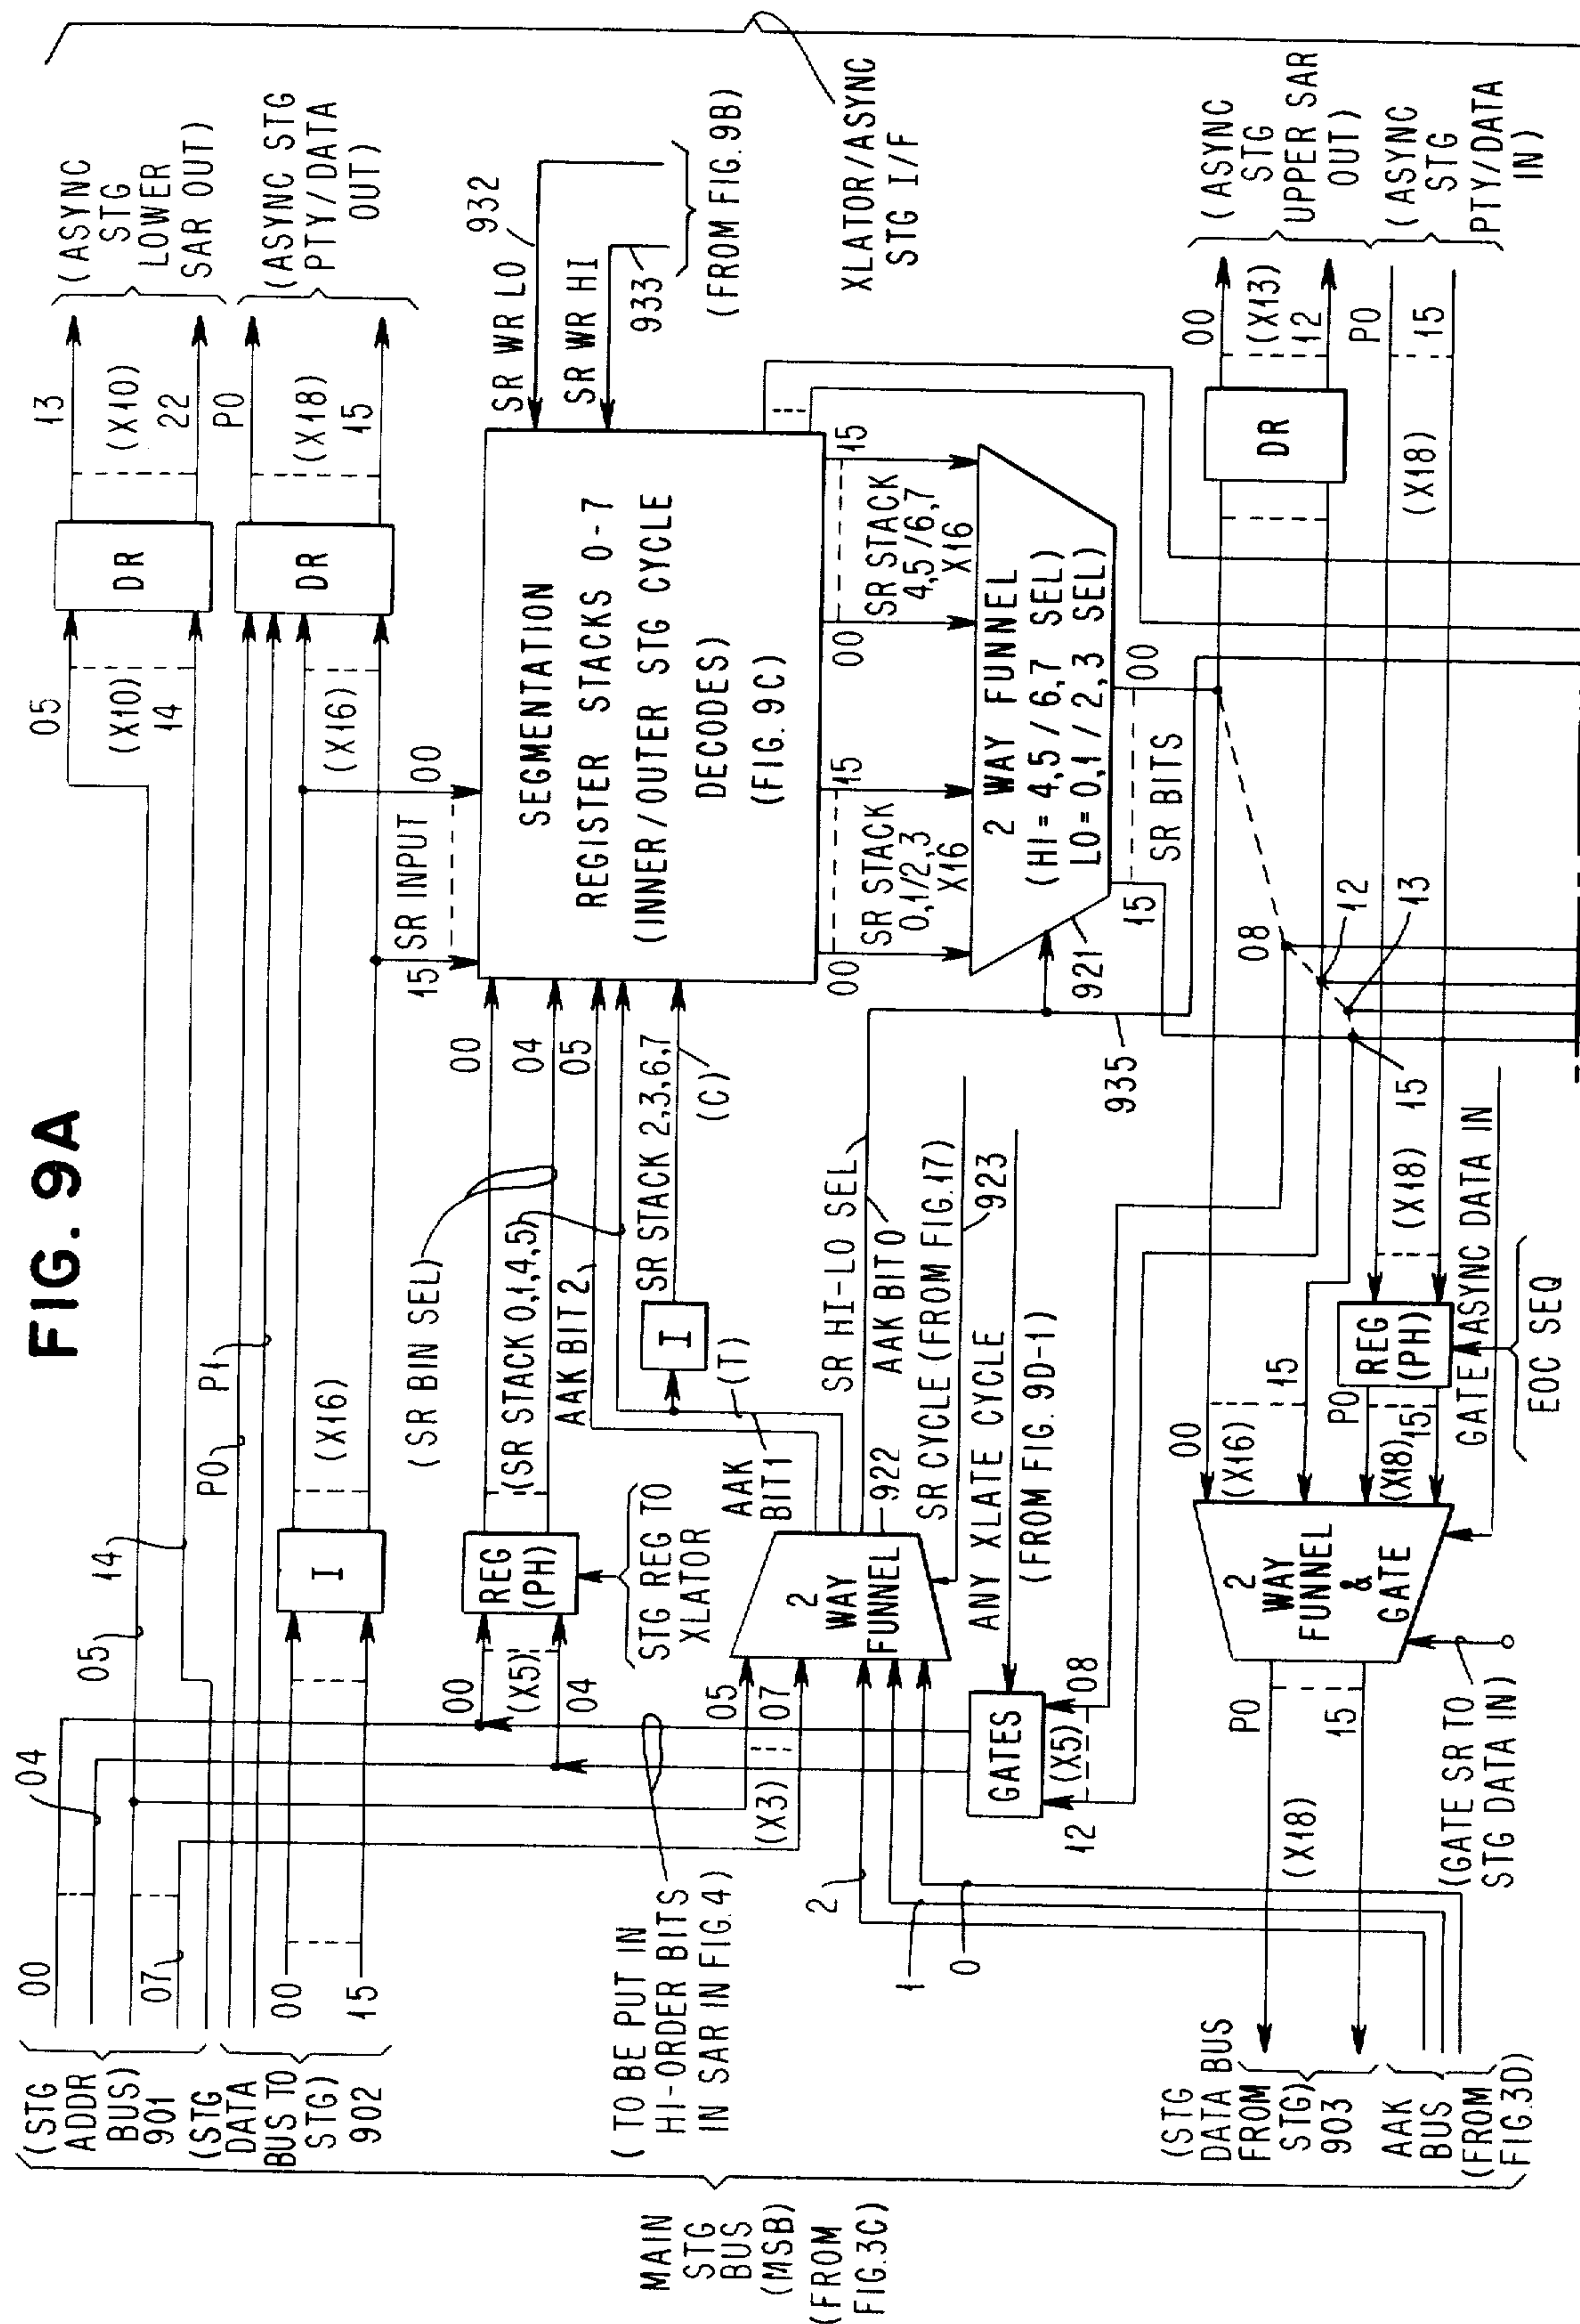 FIG. 9A
(STG
ADDR
BUS)
901
(STG
DATA
BUS TO
STG)
902
MAIN
STG
BUS
(MSB)
(FROM
FIG.3C)
00
04
07
00
15
05
14
P0
P1
I
(X16)
05
(X10)
14
(X16)
DR
DR
13
(X10)
22
P0
(X18)
15
(ASYNC
STG
LOWER
SAR OUT)
(ASYNC STG
PTY/DATA
OUT)
(TO BE PUT IN
HI-ORDER BITS
IN SAR IN FIG.4)
00
(X5)
04
REG
(PH)
STG REG TO
XLATOR
(SR BIN SEL)
(SR STACK 0,1,4,5)
AAK BIT 2
AAK
BIT1
(T)
I
SR STACK 2,3,6,7
(C)
00
04
05
15
SR INPUT
00
SEGMENTATION
REGISTER STACKS 0-7
(INNER/OUTER STG CYCLE
DECODES)
(FIG.9C)
SR WR LO
932
SR WR HI
933
(FROM FIG.9B)
XLATOR/ASYNC
STG I/F
05
07
(X3)
2
WAY
FUNNEL
922
SR HI-LO SEL
AAK BIT 0
SR CYCLE (FROM FIG.17)
923
ANY XLATE CYCLE
(FROM FIG.9D-1)
GATES
12
(X5)
08
2
1
0
00
SR STACK
0,1/2,3
X16
15
00
SR STACK
4,5/6,7
X16
15
2 WAY FUNNEL
(HI=4,5/6,7 SEL)
LO=0,1/2,3 SEL)
921
935
15
SR BITS
00
08
12
13
15
DR
00
(X13)
12
P0
15
(X18)
(ASYNC
STG
UPPER SAR
OUT)
(ASYNC
STG
PTY/DATA
IN)
(X18)
REG
(PH)
P0
(X18)
15
00
(X16)
15
GATE ASYNC DATA IN
EOC SEQ
2
WAY
FUNNEL
&
GATE
P0
15
(X18)
(GATE SR TO
STG DATA IN)
(STG
DATA BUS
FROM
STG)
903
AAK
BUS
(FROM
FIG.3D)